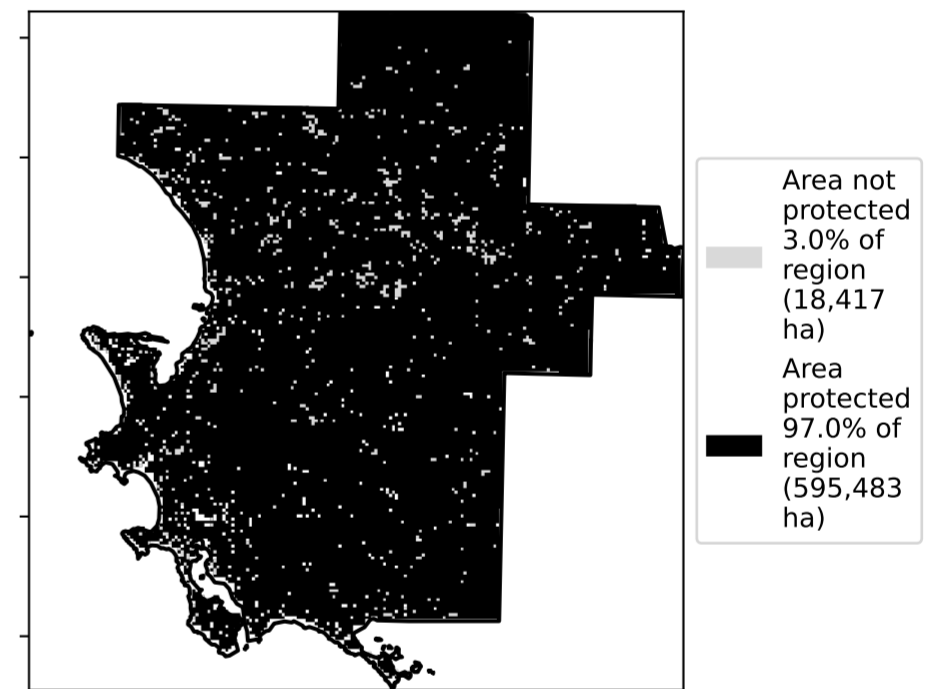 Area not
protected
3.0% of
region
(18,417
ha)
Area
protected
97.0% of
region
(595,483
ha)